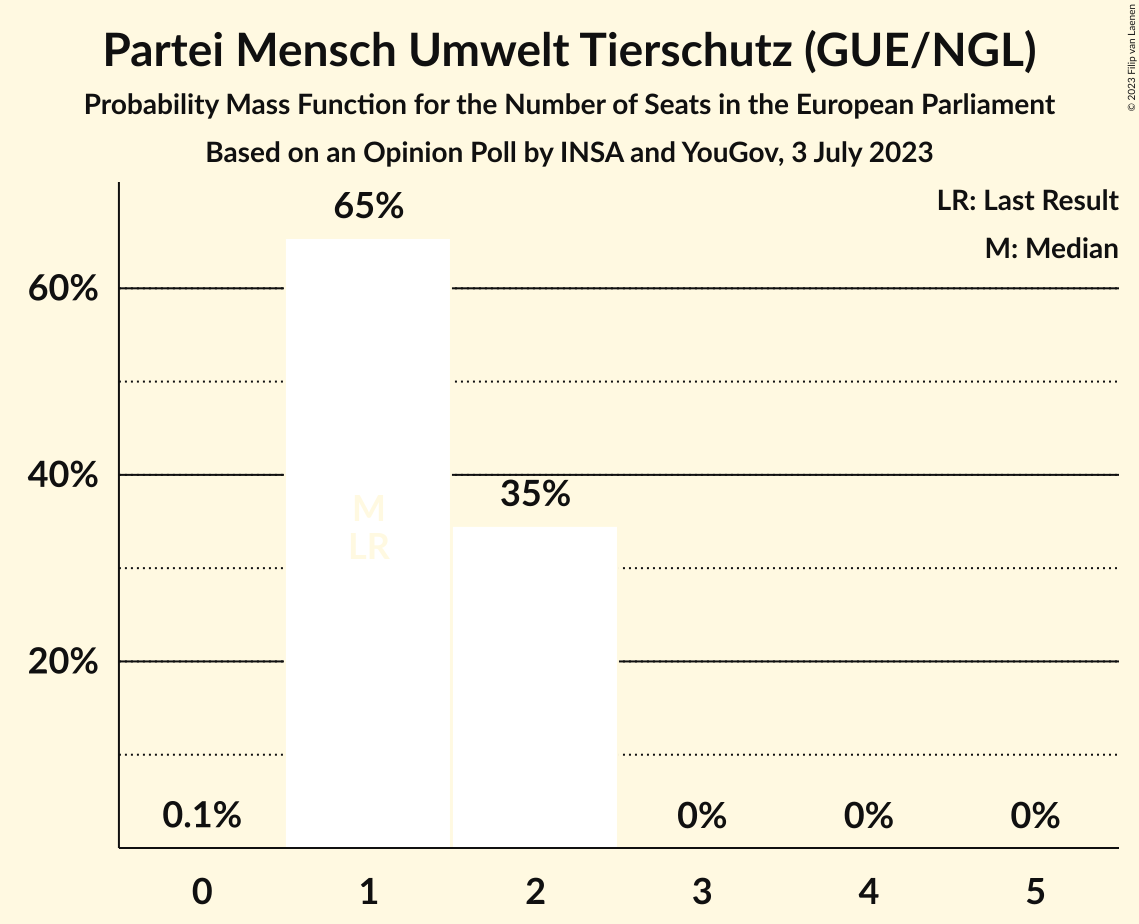 Partei Mensch Umwelt Tierschutz (GUE/NGL)
Probability Mass Function for the Number of Seats in the European Parliament
Based on an Opinion Poll by INSA and YouGov, 3 July 2023
© 2023 Filip van Laenen
LR: Last Result
M: Median
65%
60%
40%
35%
M
LR
20%
0.1%
0%
0%
0%
0
1
2
3
4
5